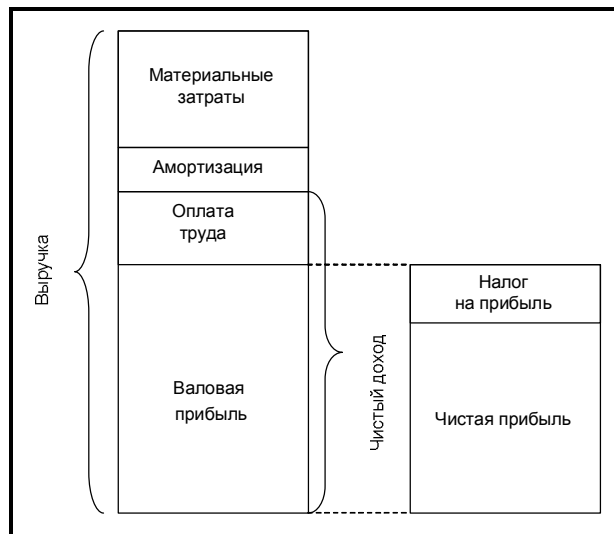 Выручка
Материальные
затраты
Амортизация
Оплата
труда
Валовая
прибыль
Чистый доход
Налог
на прибыль
Чистая прибыль